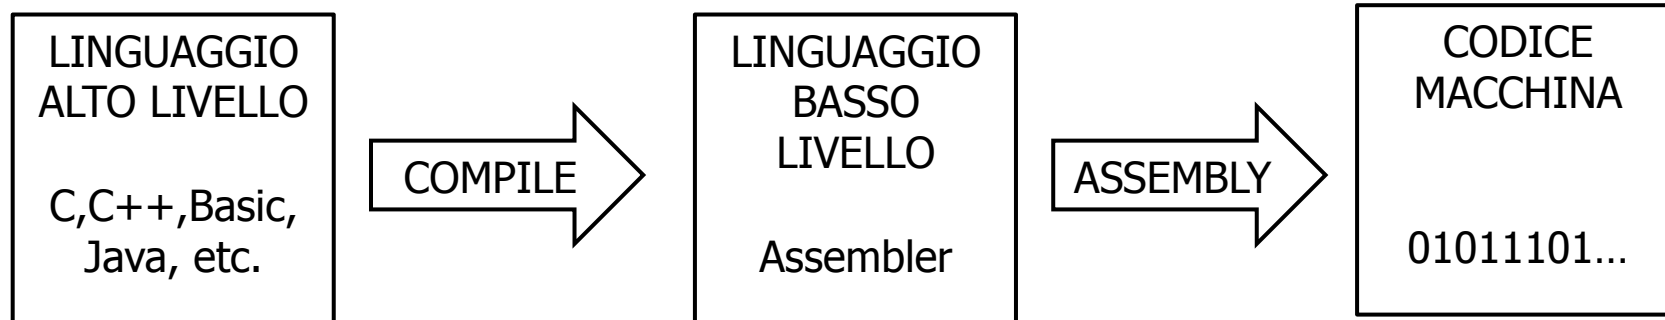 LINGUAGGIO
ALTO LIVELLO
C,C++,Basic,
Java, etc.
COMPILE
LINGUAGGIO
BASSO
LIVELLO
Assembler
ASSEMBLY
CODICE
MACCHINA
01011101…